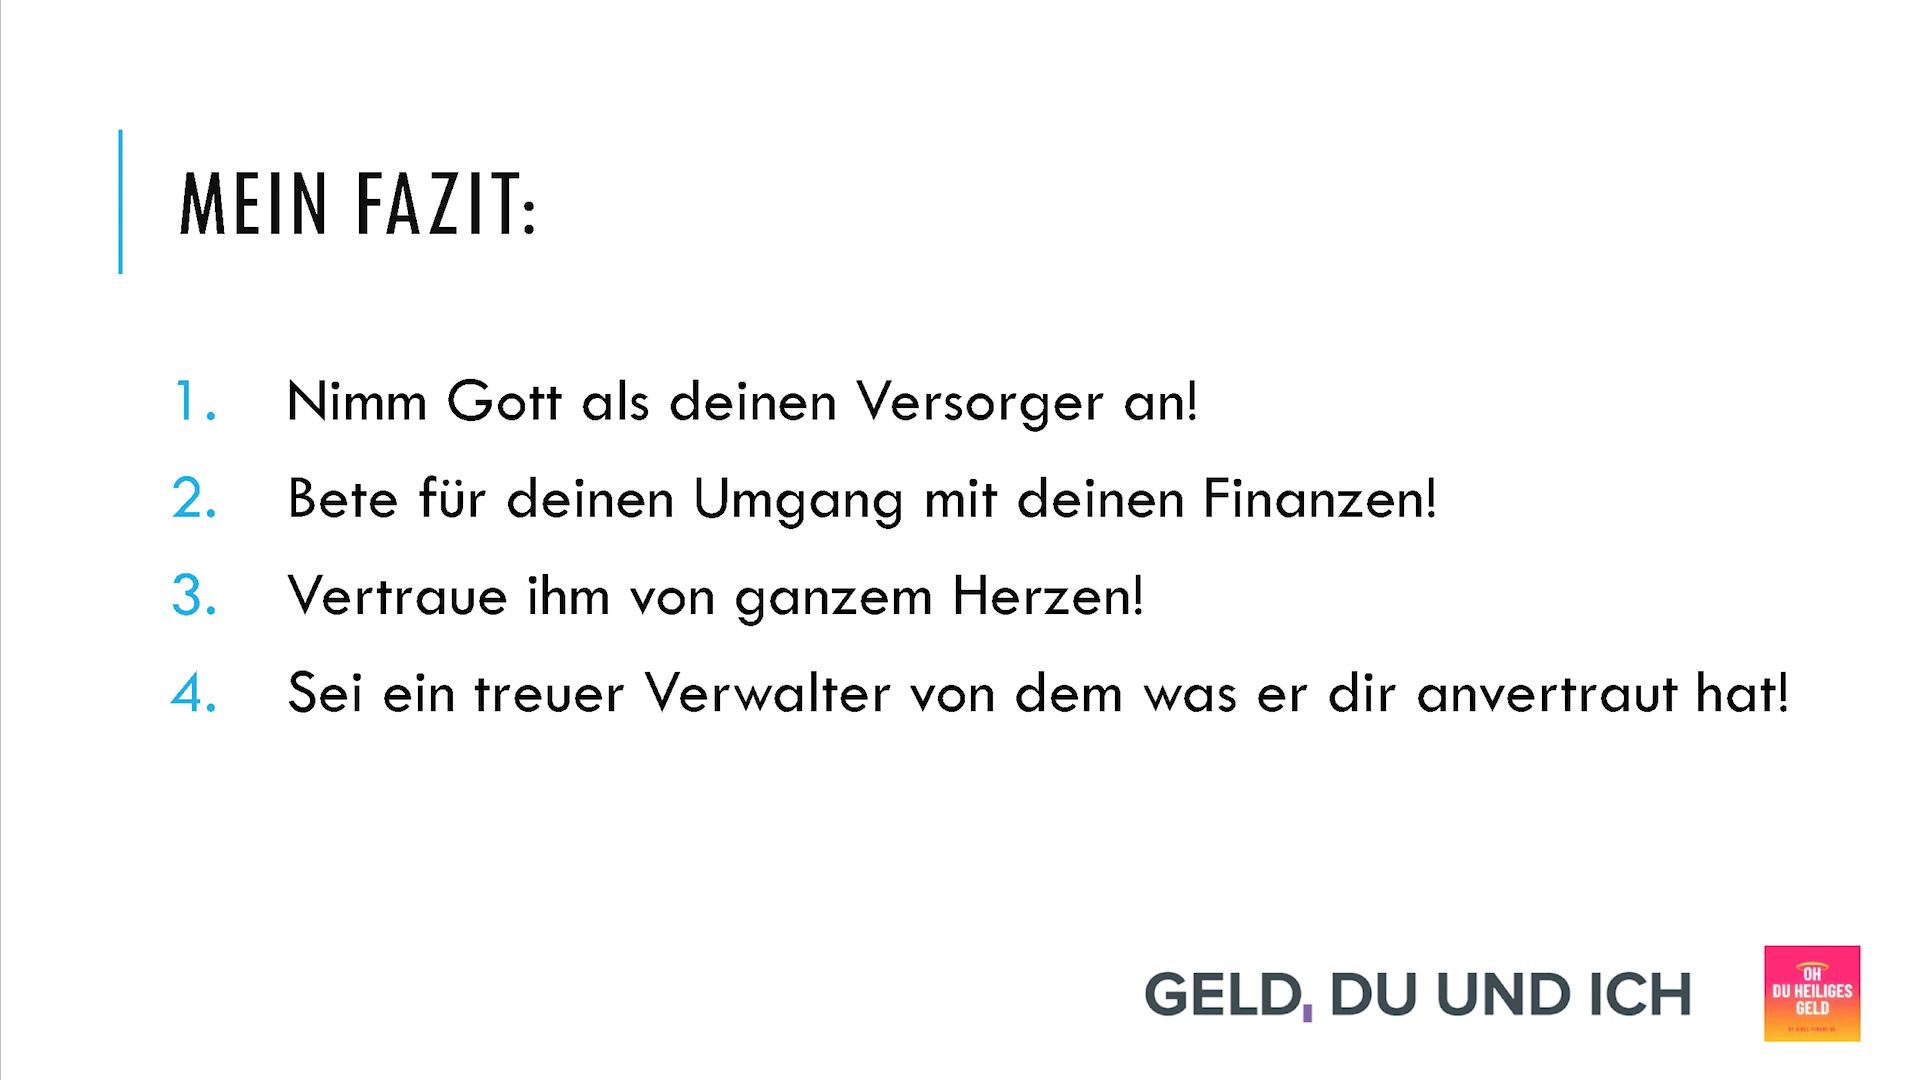 MEIN FAZIT:
1. Nimm Gott als deinen Versorger an!
2. Bete für deinen Umgang mit deinen Finanzen!
3. Vertraue ihm von ganzem Herzen!
4. Sei ein treuer Verwalter von dem was er dir anvertraut hat!
GELD, DU UND ICH
OH
DU HEILIGES
GELD